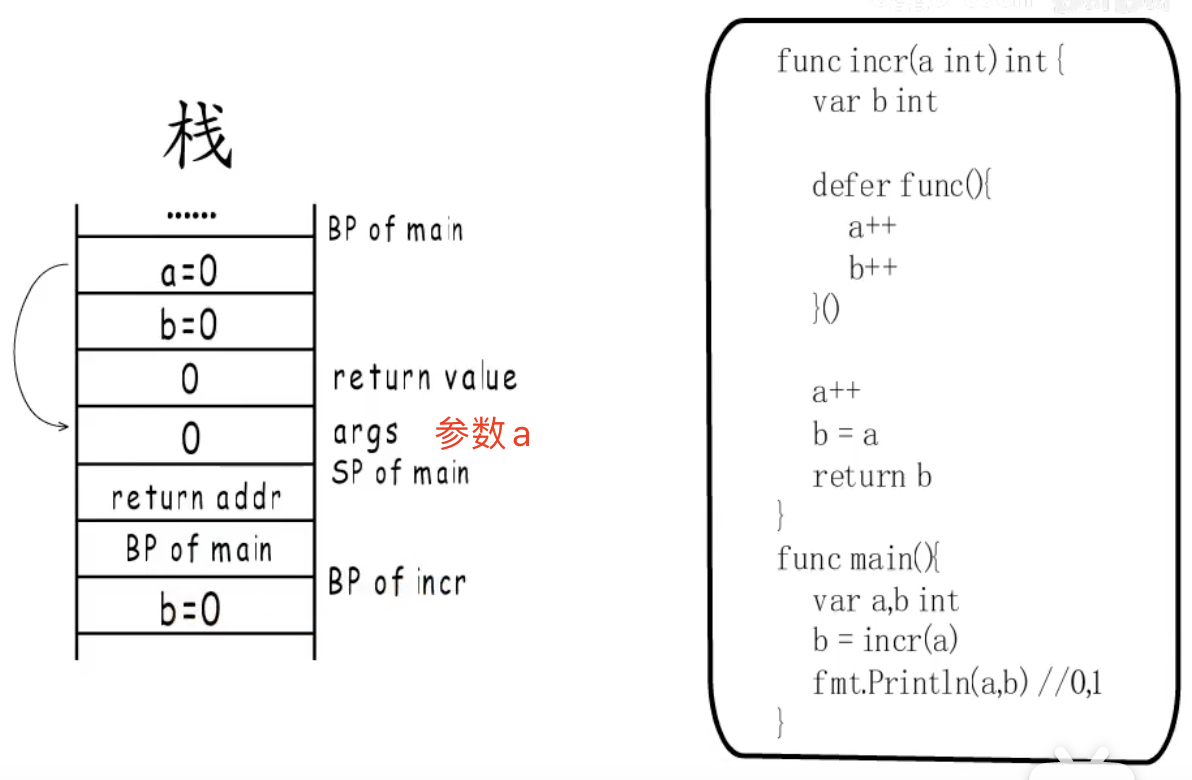 栈
......
BP of main
a=0
b=0
0
return value
0
args
参数a
SP of main
return addr
BP of main
BP of incr
b=0
func incr(a int) int {
var b int
defer func(){
a++
b++
}()
a++
b = a
return b
}
func main(){
var a,b int
b = incr(a)
fmt.Println(a,b) //0,1
}